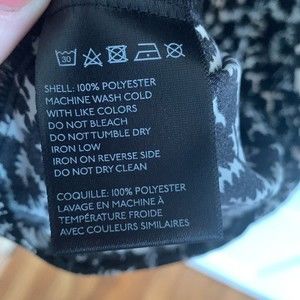 30
SHELL: 100% POLYESTER
MACHINE WASH COLD
WITH LIKE COLORS
DO NOT BLEACH
DO NOT TUMBLE DRY
IRON LOW
IRON ON REVERSE SIDE
DO NOT DRY CLEAN
COQUILLE: 100% POLYESTER
LAVAGE EN MACHINE À
TEMPÉRATURE FROIDE
AVEC COULEURS SIMILAIRES